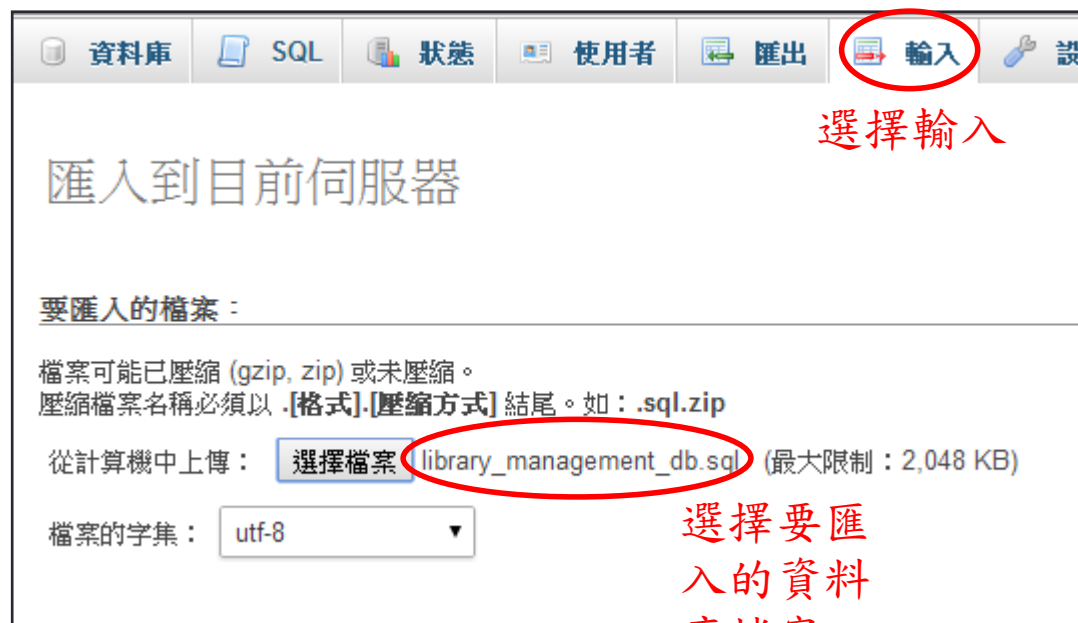 資料庫 SQL 狀態 使用者 匯出 輸入
選擇輸入
匯入到目前伺服器
要匯入的檔案：
檔案可能已壓縮 (gzip, zip) 或未壓縮。
壓縮檔案名稱必須以 .[格式].[壓縮方式] 結尾。如：.sql.zip
從計算機中上傳： 選擇檔案 library_management_db.sql (最大限制：2,048 KB)
檔案的字集： utf-8
選擇要匯
入的資料